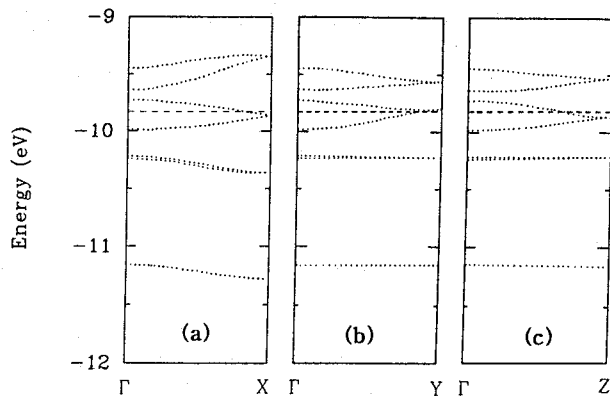 -9
-10
-11
-12
Energy (eV)
(a) (b) (c)
Γ X Γ Y Γ Z